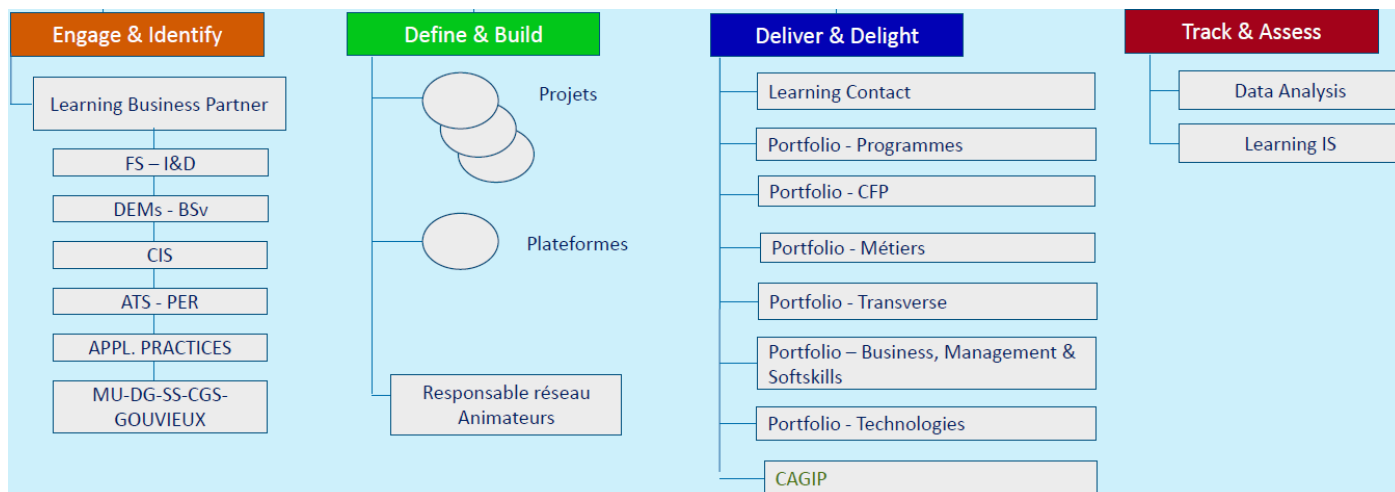 Engage & Identify
Learning Business Partner
FS – I&D
DEMs - BSv
CIS
ATS - PER
APPL. PRACTICES
MU-DG-SS-CGS-
GOUVIEUX
Define & Build
Projets
Plateformes
Responsable réseau
Animateurs
Deliver & Delight
Learning Contact
Portfolio - Programmes
Portfolio - CFP
Portfolio - Métiers
Portfolio - Transverse
Portfolio – Business, Management &
Softskills
Portfolio - Technologies
CAGIP
Track & Assess
Data Analysis
Learning IS